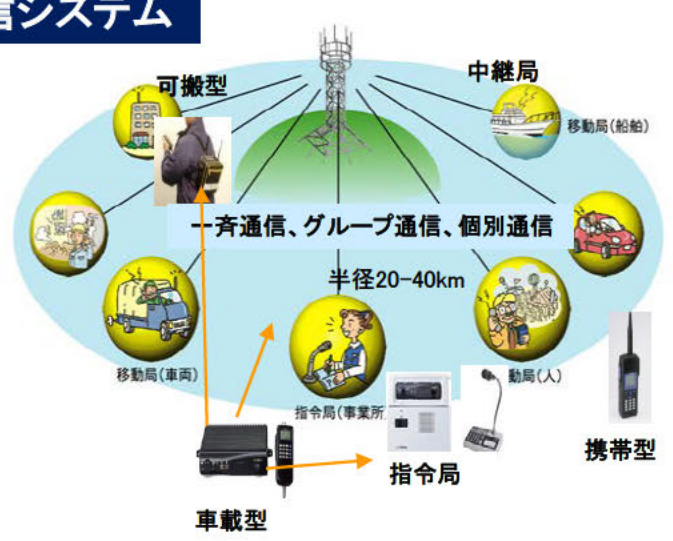 信システム
可搬型
中継局
移動局(船舶)
一斉通信、グループ通信、個別通信
半径20-40km
移動局(車両)
動局(人)
指令局(事業所
指令局
携帯型
車載型